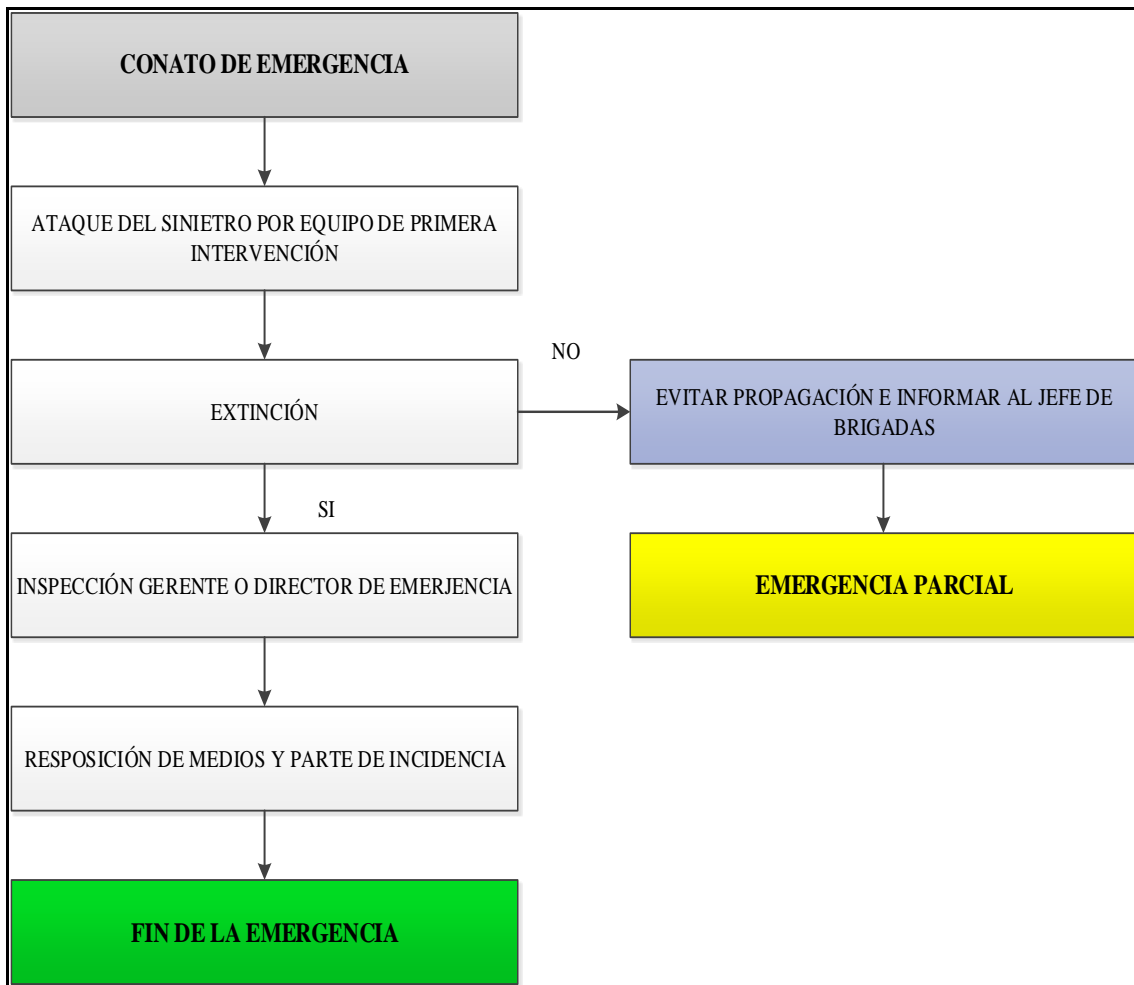 CONATO DE EMERGENCIA
ATAQUE DEL SINIETRO POR EQUIPO DE PRIMERA
INTERVENCIÓN
NO
EXTINCIÓN
EVITAR PROPAGACIÓN E INFORMAR AL JEFE DE
BRIGADAS
SI
INSPECCIÓN GERENTE O DIRECTOR DE EMERJENCIA
EMERGENCIA PARCIAL
RESPOSICIÓN DE MEDIOS Y PARTE DE INCIDENCIA
FIN DE LA EMERGENCIA